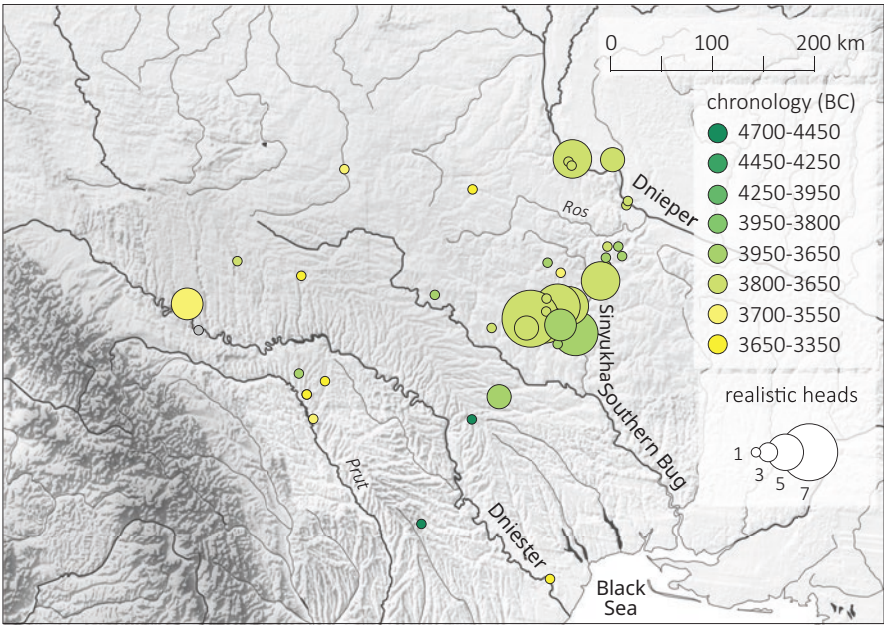 0 100 200 km
chronology (BC)
4700-4450
4450-4250
4250-3950
3950-3800
3950-3650
3800-3650
3700-3550
3650-3350
Dnieper
Ros
Sinyukha
Southern Bug
realistic heads
1
3
5
7
Prut
Dniester
Black
Sea